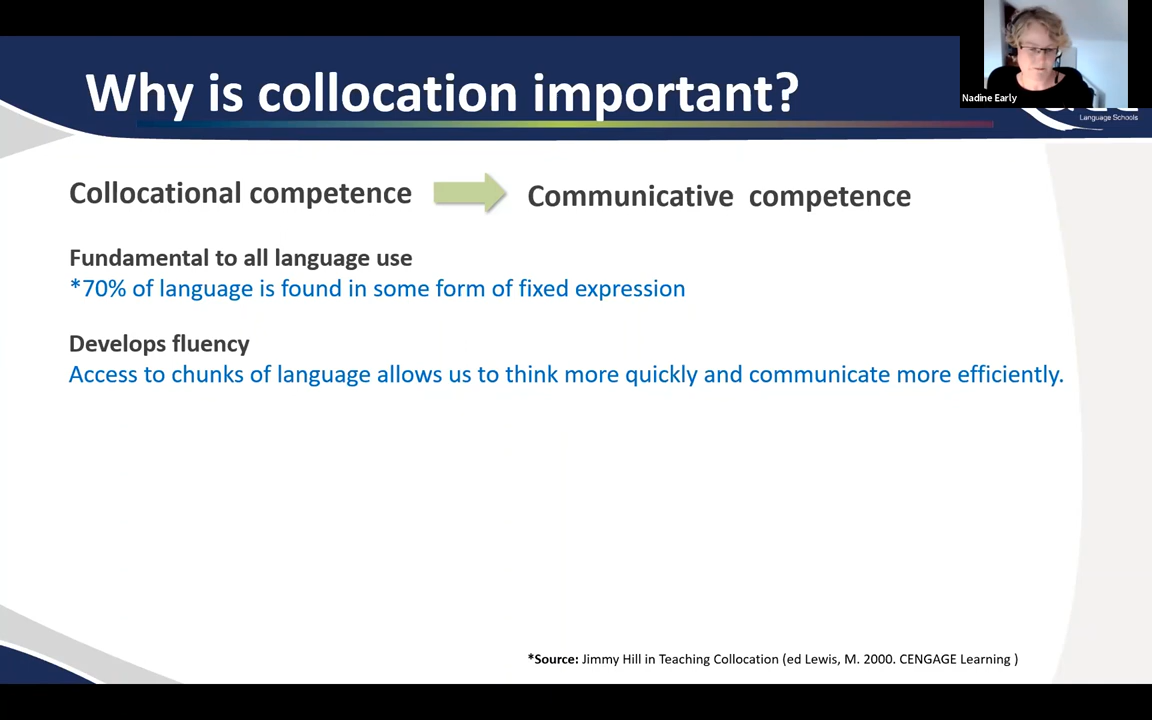 Why is collocation important?
Nadine Early
Language Schools
Collocational competence
Communicative competence
Fundamental to all language use
*70% of language is found in some form of fixed expression
Develops fluency
Access to chunks of language allows us to think more quickly and communicate more efficiently.
*Source: Jimmy Hill in Teaching Collocation (ed Lewis, M. 2000. CENGAGE Learning )